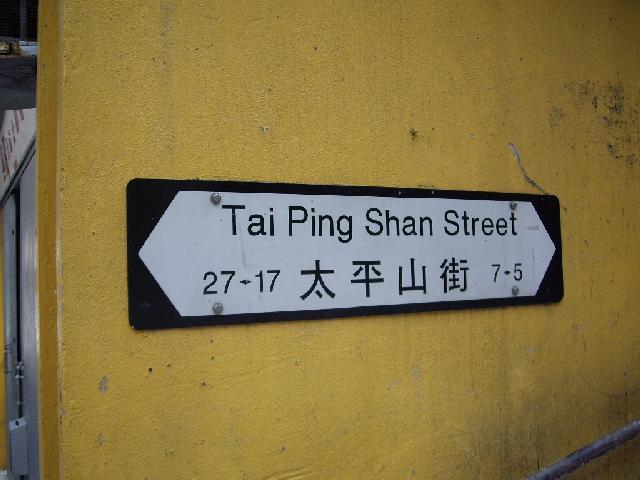 Tai Ping Shan Street
27-17 太平山街 7-5